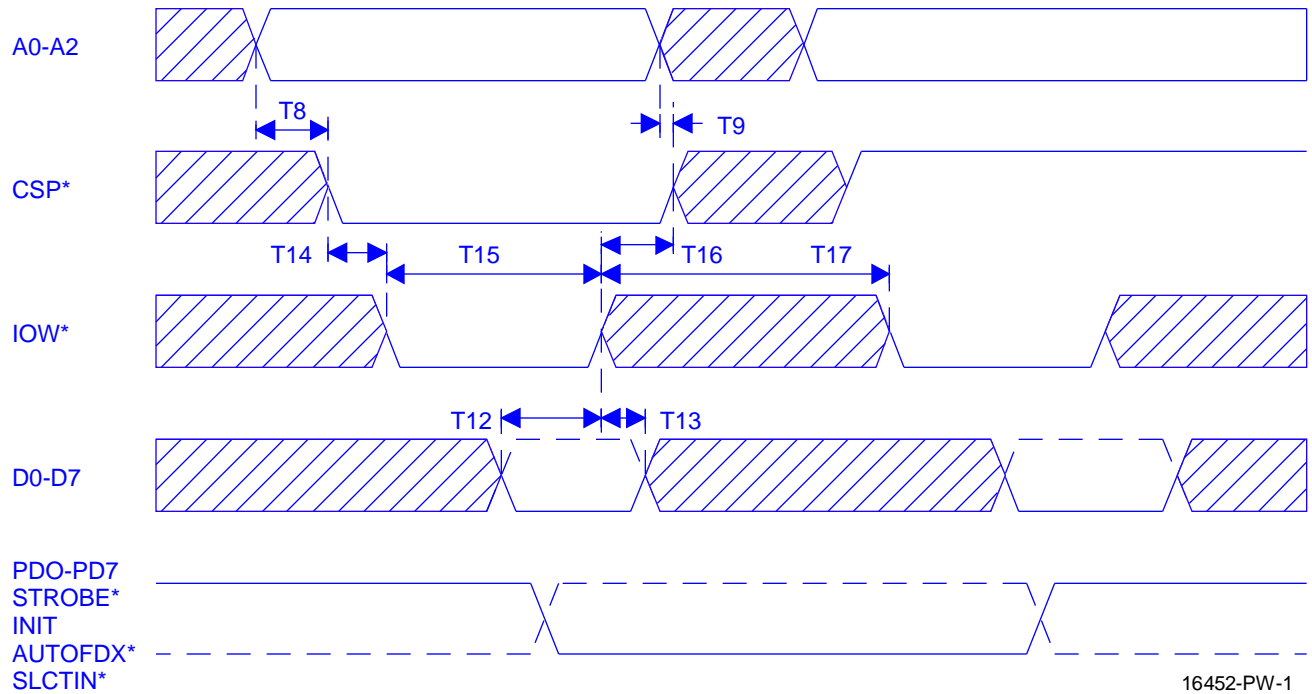 A0-A2
T8
T9
CSP*
T14
T15
T16
T17
IOW*
T12
T13
D0-D7
PDO-PD7
STROBE*
INIT
AUTOFDX*
SLCTIN*
16452-PW-1